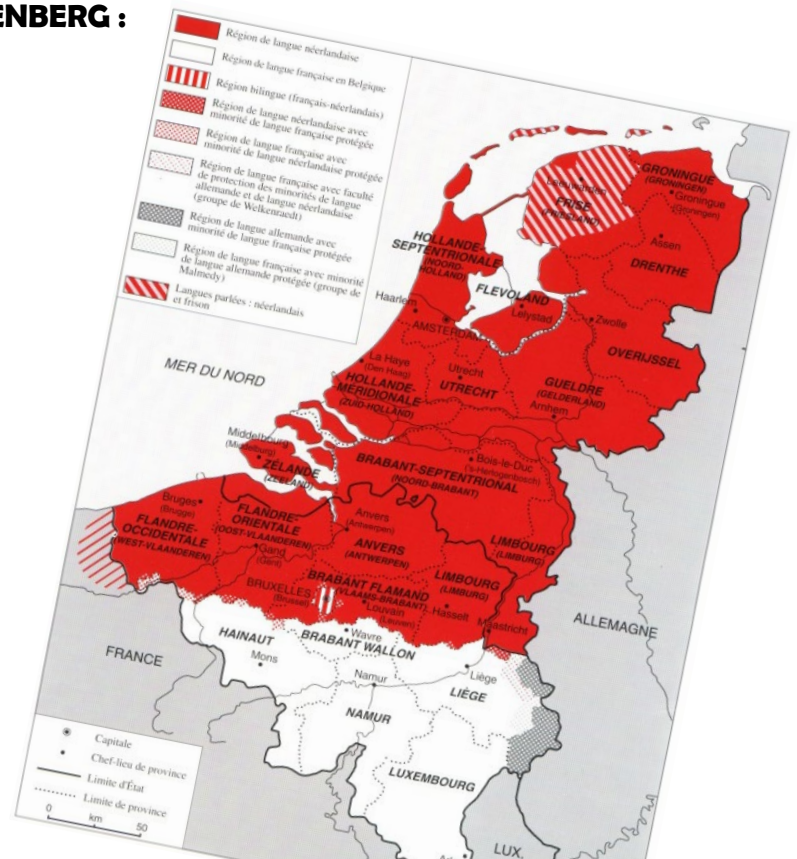 ENBERG :
Région de langue néerlandaise
Région de langue française en Belgique
Région bilingue (français-néerlandais)
Région de langue néerlandaise avec
minorité de langue française protégée
Région de langue française avec
minorité de langue néerlandaise protégée
Région de langue française avec faculté
de protection des minorités de langue
allemande et de langue néerlandaise
(groupe de Welkenraedt)
Région de langue allemande avec
minorité de langue française protégée
Région de langue française avec minorité
de langue allemande protégée (groupe de
Malmedy)
Langues parlées : néerlandais
et frison
Leeuwarden
FRISE
(FRIESLAND)
GRONINGUE
(GRONINGEN)
Groningue
(Groningen)
Assen
DRENTHE
HOLLANDE-
SEPTENTRIONALE
(NOORD-
HOLLAND)
FLEVOLAND
Lelystad
Haarlem
AMSTERDAM
Zwolle
OVERIJSSEL
MER DU NORD
La Haye
(Den Haag)
HOLLANDE-
MERIDIONALE
(ZUID-HOLLAND)
Utrecht
UTRECHT
GUELDRE
(GELDERLAND)
Arnhem
Middelbourg
(Middelburg)
ZÉLANDE
(ZEELAND)
Bois-le-Duc
('s-Hertogenbosch)
BRABANT-SEPTENTRIONAL
(NOORD-BRABANT)
Bruges
(Brugge)
FLANDRE-
OCCIDENTALE
(WEST-VLAANDEREN)
FLANDRE-
ORIENTALE
(OOST-VLAANDEREN)
Gand
(Gent)
Anvers
(Antwerpen)
ANVERS
(ANTWERPEN)
LIMBOURG
(LIMBURG)
LIMBOURG
(LIMBURG)
BRUXELLES
(Brussel)
BRABANT FLAMAND
(VLAAMS-BRABANT)
Louvain
(Leuven)
Hasselt
Maastricht
ALLEMAGNE
HAINAUT
Mons
Wavre
BRABANT WALLON
Liège
LIÈGE
FRANCE
Namur
NAMUR
LUXEMBOURG
LUX.
Capitale
Chef-lieu de province
Limite d'État
Limite de province
0
km
50